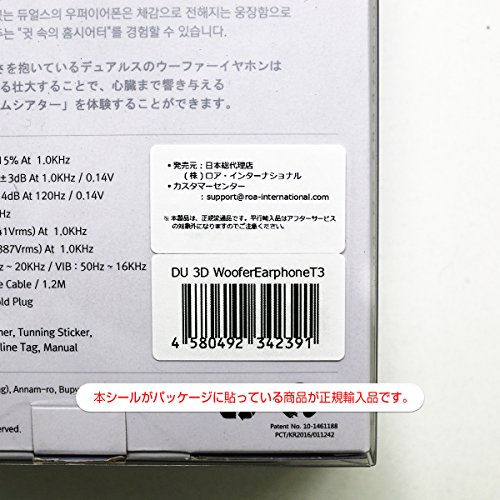 있는 듀얼스의 우퍼이어폰은 체감으로 전해지는 웅장함으로
주는 "귓 속의 홈시어터"를 경험할 수 있습니다.
さを抱いているデュアルスのウーファーイヤホンは
る壮大することで、心臓まで響き与える
ームシアター」を体験することができます。
15% At 1.0KHz
±3dB At 1.0KHz / 0.14V
4dB At 120Hz / 0.14V
Hz
41Vrms) At 1.0KHz
387Vrms) At 1.0KHz
z ~ 20KHz / VIB : 50Hz ~ 16KHz
e Cable / 1.2M
old Plug
ner, Tunning Sticker,
line Tag, Manual
・発売元：日本総代理店
(株)ロア・インターナショナル
・カスタマーセンター
: support@roa-international.com
※本製品は、正規流通品です。平行輸入品はアフターサービス
の対象外になりますのでご注意ください。
DU 3D WooferEarphoneT3
4 580492 342391
g), Annam-ro, Bupy
本シールがパッケージに貼っている商品が正規輸入品です。
erved.
Patent No. 10-1461188
PCT/KR2016/011242